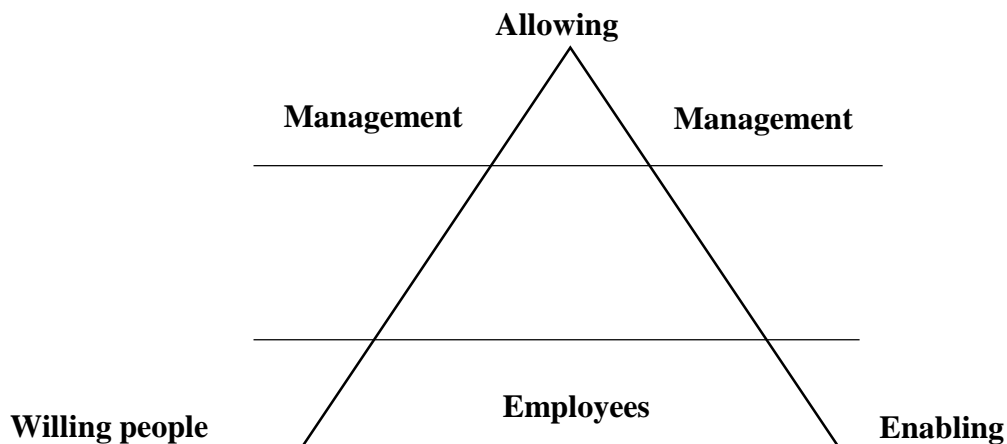 Allowing
Management
Management
Employees
Willing people
Enabling